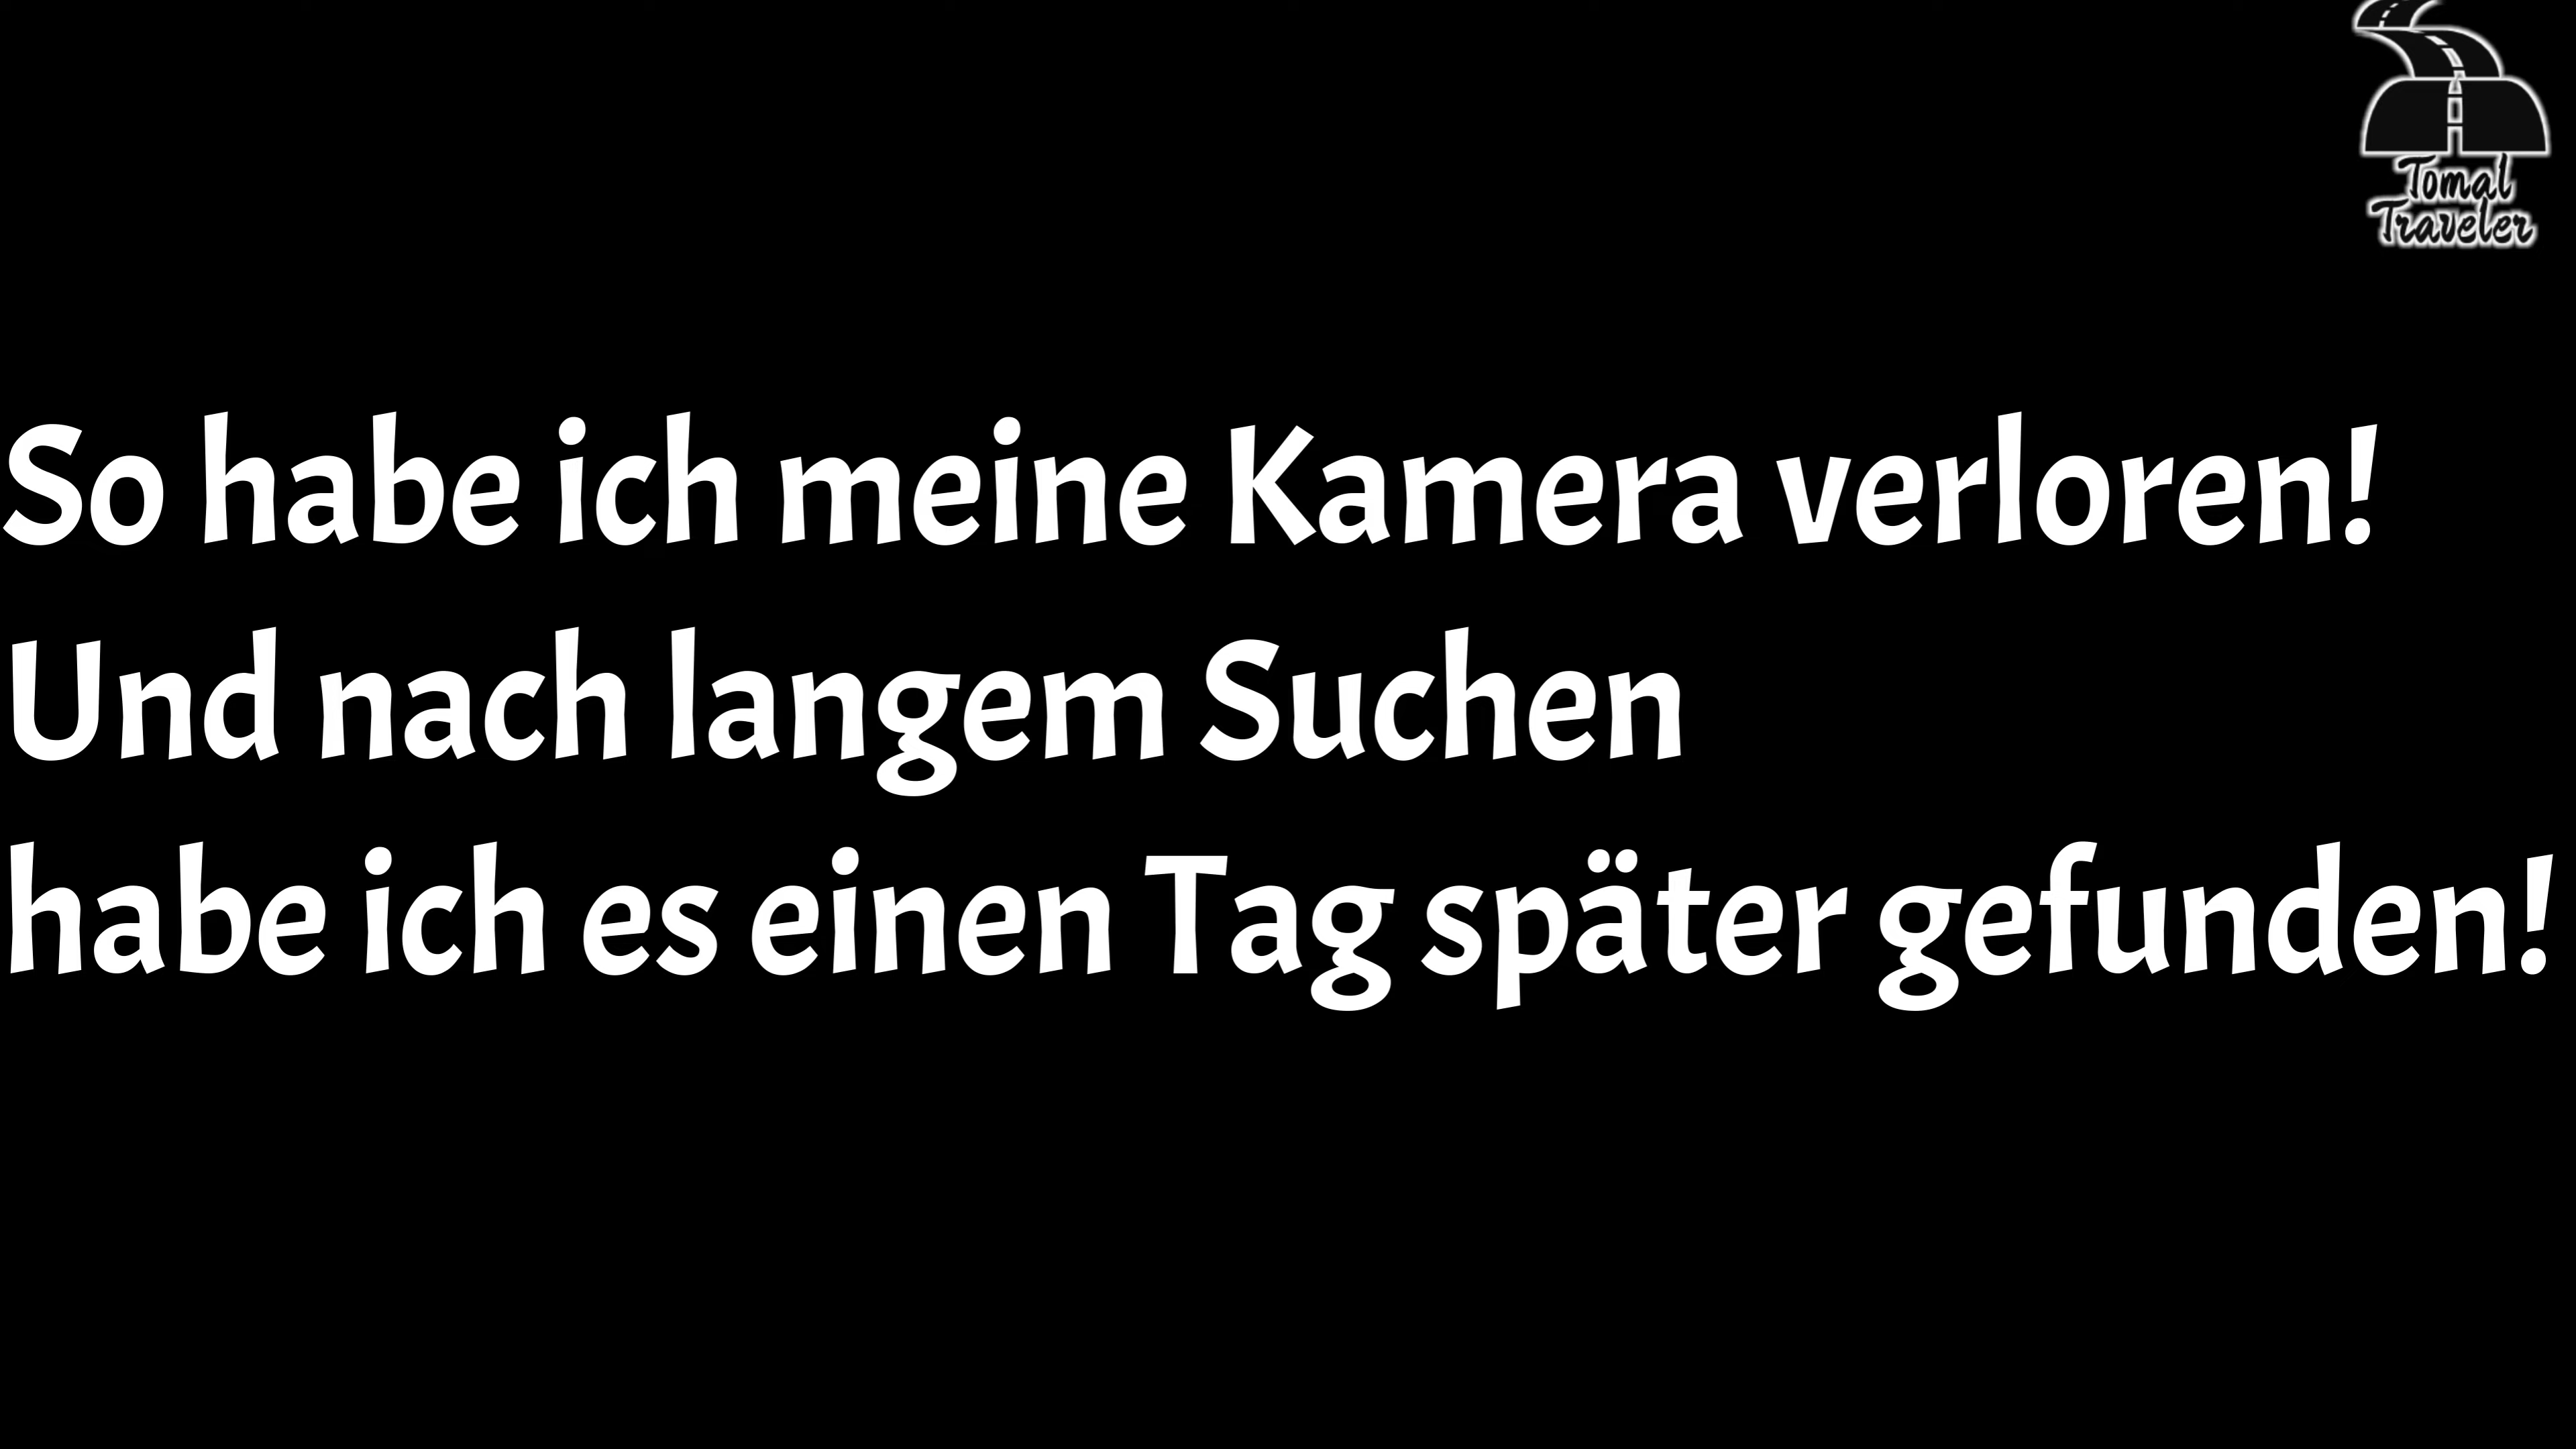 Tomal
Traveler
So habe ich meine Kamera verloren!
Und nach langem Suchen
habe ich es einen Tag später gefunden!